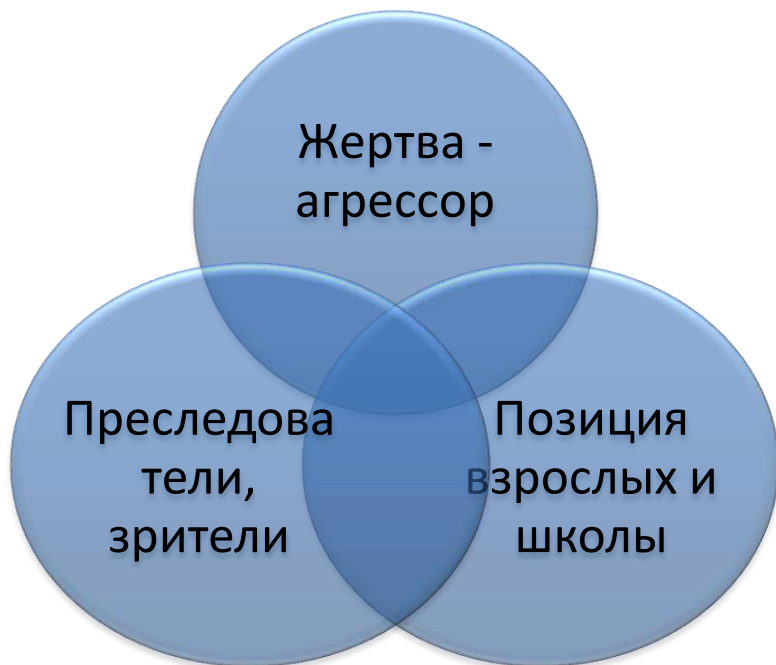 Жертва -
агрессор
Преследова
тели,
зрители
Позиция
взрослых и
школы